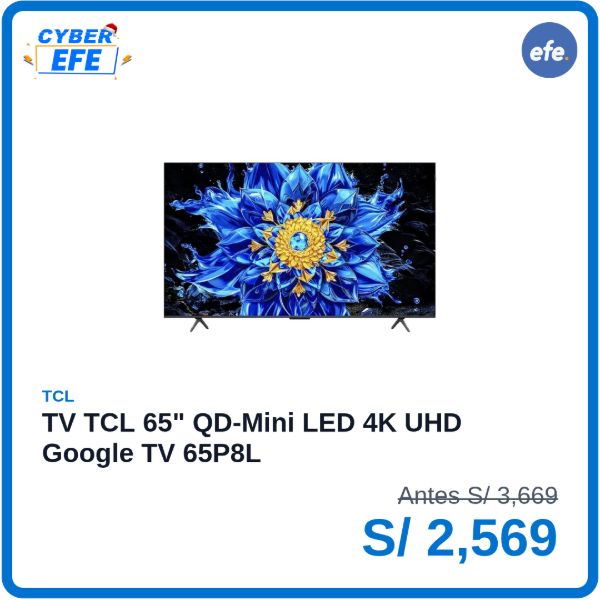 CYBER
EFE
efe.
TCL
TV TCL 65" QD-Mini LED 4K UHD
Google TV 65P8L
Antes S/ 3,669
S/ 2,569